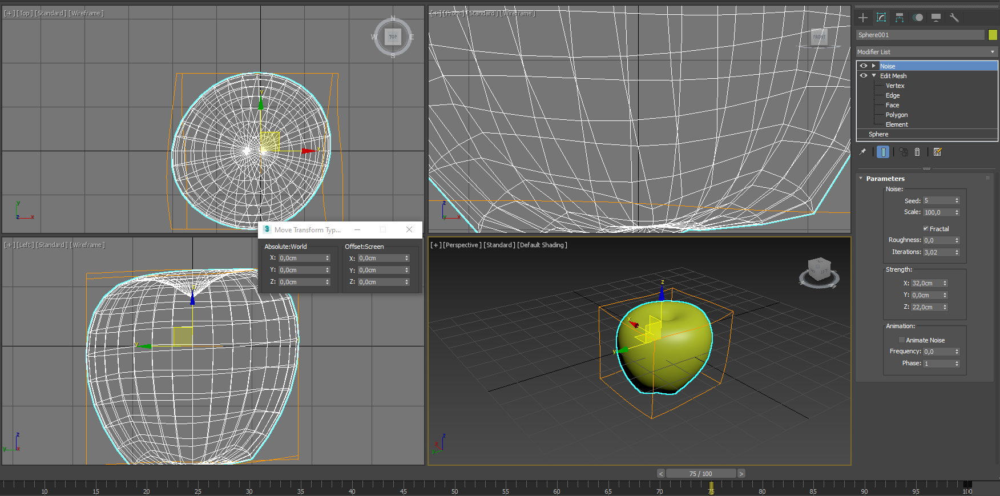 [+] [Top] [Standard] [Wireframe]
N
W TOP E
S
y
x
y
z x
[+] [Front] [Standard] [Wireframe]
FRONT
z
y x
[+] [Left] [Standard] [Wireframe]
z
y
z
y x
3 Move Transform Typ...
Absolute:World
X: 0,0cm
Y: 0,0cm
Z: 0,0cm
Offset:Screen
X: 0,0cm
Y: 0,0cm
Z: 0,0cm
[+] [Perspective] [Standard] [Default Shading]
LEFT
z
x
y
z
x
y
Sphere001
Modifier List
Noise
Edit Mesh
Vertex
Edge
Face
Polygon
Element
Sphere
Parameters
Noise:
Seed: 5
Scale: 100,0
Fractal
Roughness: 0,0
Iterations: 3,02
Strength:
X: 32,0cm
Y: 0,0cm
Z: 22,0cm
Animation:
Animate Noise
Frequency: 0,0
Phase: 1
< 75 / 100 >
10 15 20 25 30 35 40 45 50 55 60 65 70 75 80 85 90 95 100